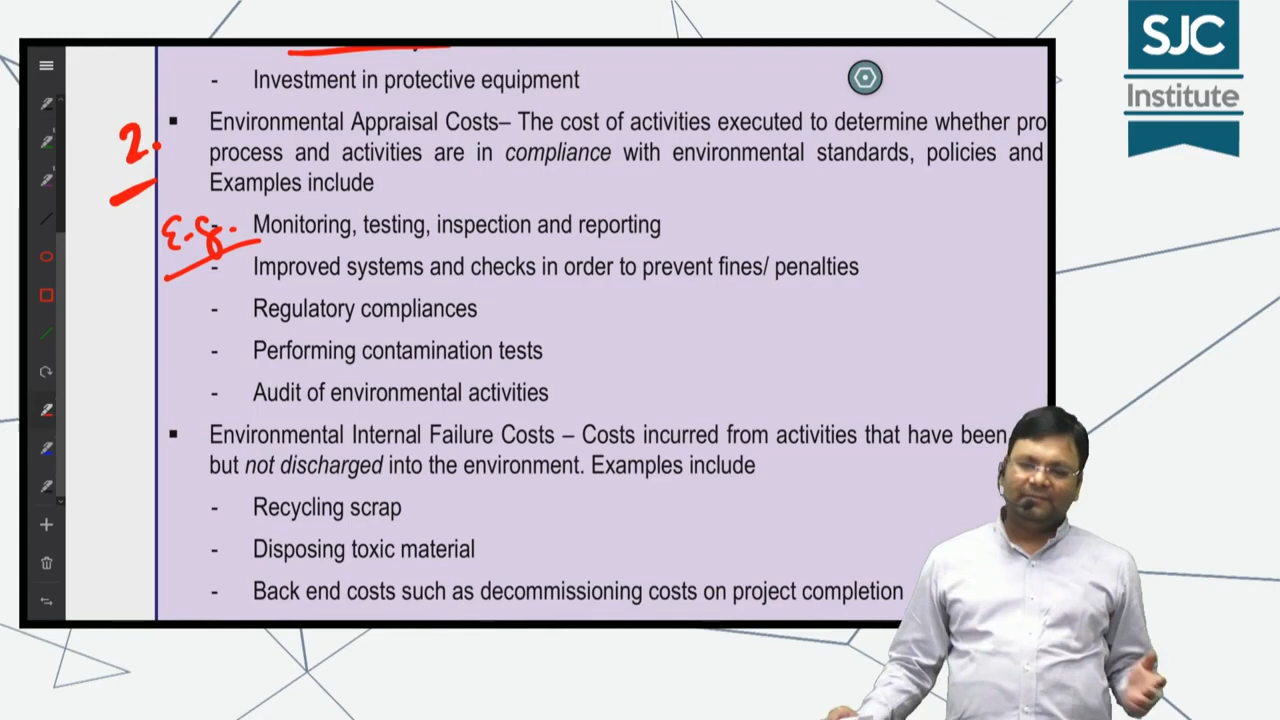 SJC
Institute
- Investment in protective equipment
2.
▪ Environmental Appraisal Costs– The cost of activities executed to determine whether pro
process and activities are in compliance with environmental standards, policies and
Examples include
E.g.
- Monitoring, testing, inspection and reporting
- Improved systems and checks in order to prevent fines/ penalties
- Regulatory compliances
- Performing contamination tests
- Audit of environmental activities
▪ Environmental Internal Failure Costs – Costs incurred from activities that have been
but not discharged into the environment. Examples include
- Recycling scrap
- Disposing toxic material
- Back end costs such as decommissioning costs on project completion